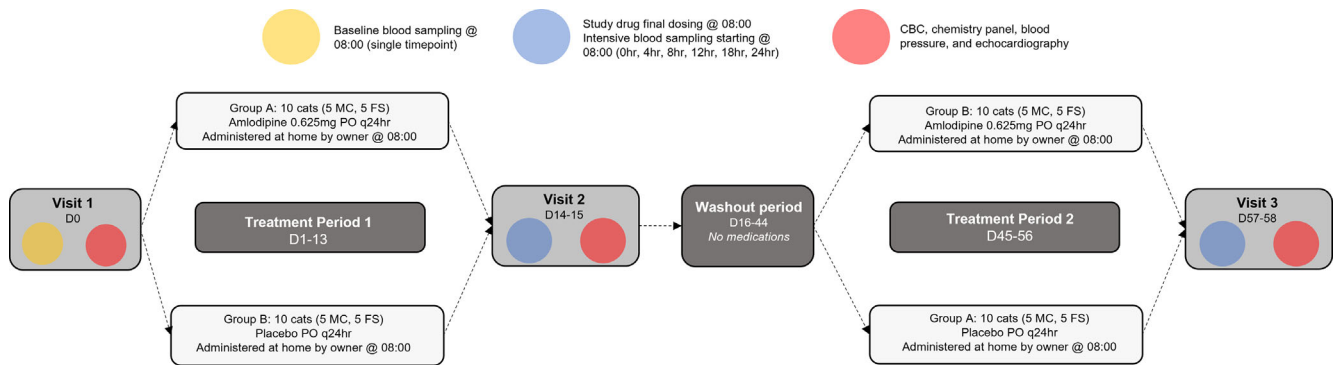 Baseline blood sampling @
08:00 (single timepoint)
Study drug final dosing @ 08:00
Intensive blood sampling starting @
08:00 (0hr, 4hr, 8hr, 12hr, 18hr, 24hr)
CBC, chemistry panel, blood
pressure, and echocardiography
Visit 1
D0
Group A: 10 cats (5 MC, 5 FS)
Amlodipine 0.625mg PO q24hr
Administered at home by owner @ 08:00
Treatment Period 1
D1-13
Group B: 10 cats (5 MC, 5 FS)
Placebo PO q24hr
Administered at home by owner @ 08:00
Visit 2
D14-15
Washout period
D16-44
No medications
Group B: 10 cats (5 MC, 5 FS)
Amlodipine 0.625mg PO q24hr
Administered at home by owner @ 08:00
Treatment Period 2
D45-56
Group A: 10 cats (5 MC, 5 FS)
Placebo PO q24hr
Administered at home by owner @ 08:00
Visit 3
D57-58